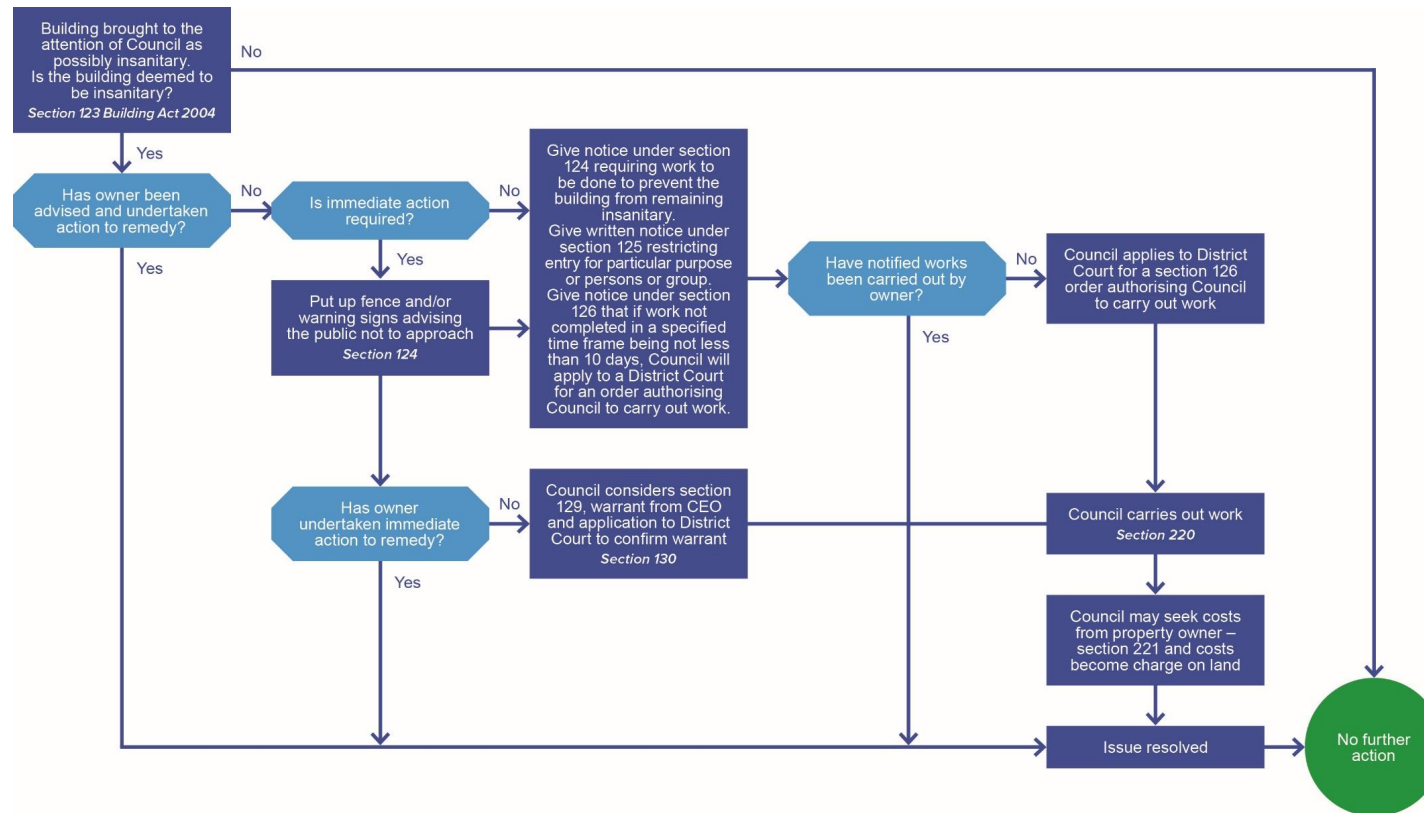 Building brought to the
attention of Council as
possibly insanitary.
Is the building deemed to
be insanitary?
Section 123 Building Act 2004
No
Yes
Has owner been
advised and undertaken
action to remedy?
No
Yes
Is immediate action
required?
No
Yes
Put up fence and/or
warning signs advising
the public not to approach
Section 124
Give notice under section
124 requiring work to
be done to prevent the
building from remaining
insanitary.
Give written notice under
section 125 restricting
entry for particular purpose
or persons or group.
Give notice under section
126 that if work not
completed in a specified
time frame being not less
than 10 days, Council will
apply to a District Court
for an order authorising
Council to carry out work.
Have notified works
been carried out by
owner?
No
Yes
Council applies to District
Court for a section 126
order authorising Council
to carry out work
Has owner
undertaken immediate
action to remedy?
No
Yes
Council considers section
129, warrant from CEO
and application to District
Court to confirm warrant
Section 130
Council carries out work
Section 220
Council may seek costs
from property owner –
section 221 and costs
become charge on land
Issue resolved
No further
action